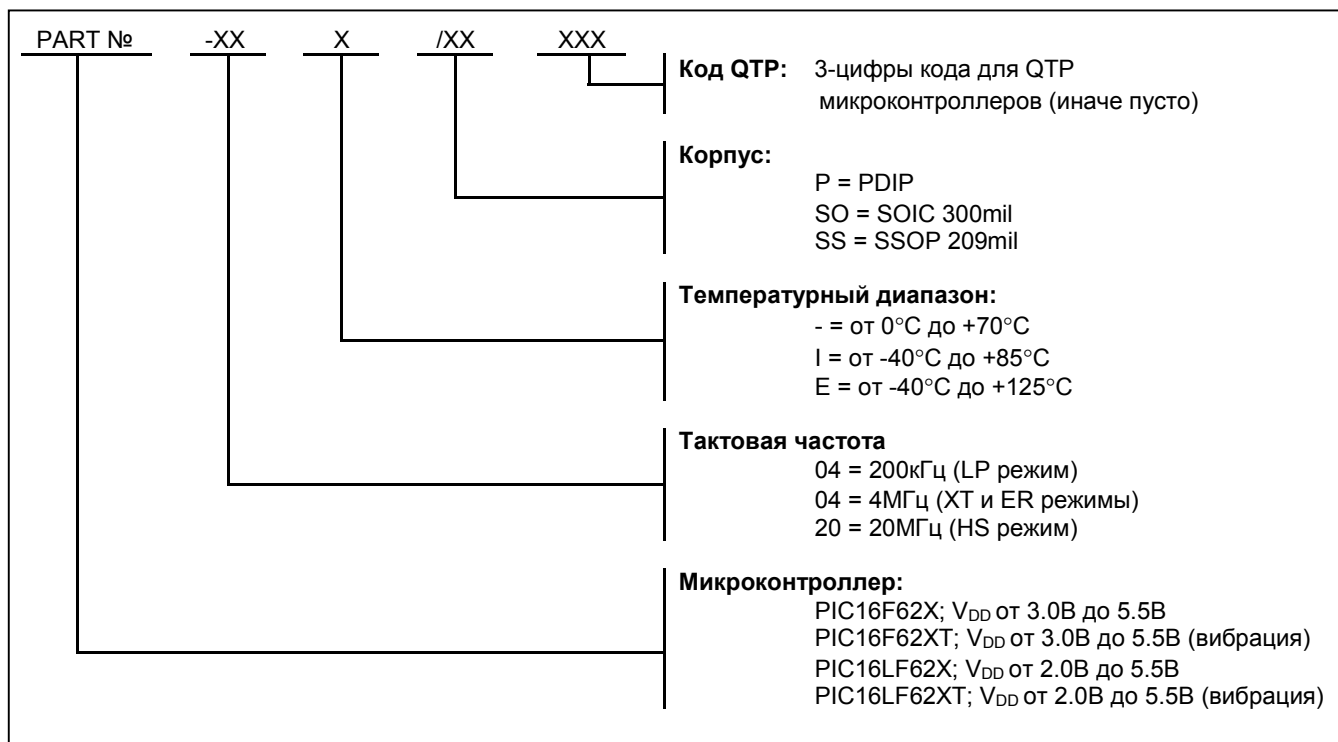 PART № -XX X /XX XXX
Код QTP: 3-цифры кода для QTP
микроконтроллеров (иначе пусто)
Корпус:
P = PDIP
SO = SOIC 300mil
SS = SSOP 209mil
Температурный диапазон:
- = от 0°C до +70°C
I = от -40°C до +85°C
E = от -40°C до +125°C
Тактовая частота
04 = 200кГц (LP режим)
04 = 4МГц (XT и ER режимы)
20 = 20МГц (HS режим)
Микроконтроллер:
PIC16F62X; VDD от 3.0В до 5.5В
PIC16F62XT; VDD от 3.0В до 5.5В (вибрация)
PIC16LF62X; VDD от 2.0В до 5.5В
PIC16LF62XT; VDD от 2.0В до 5.5В (вибрация)